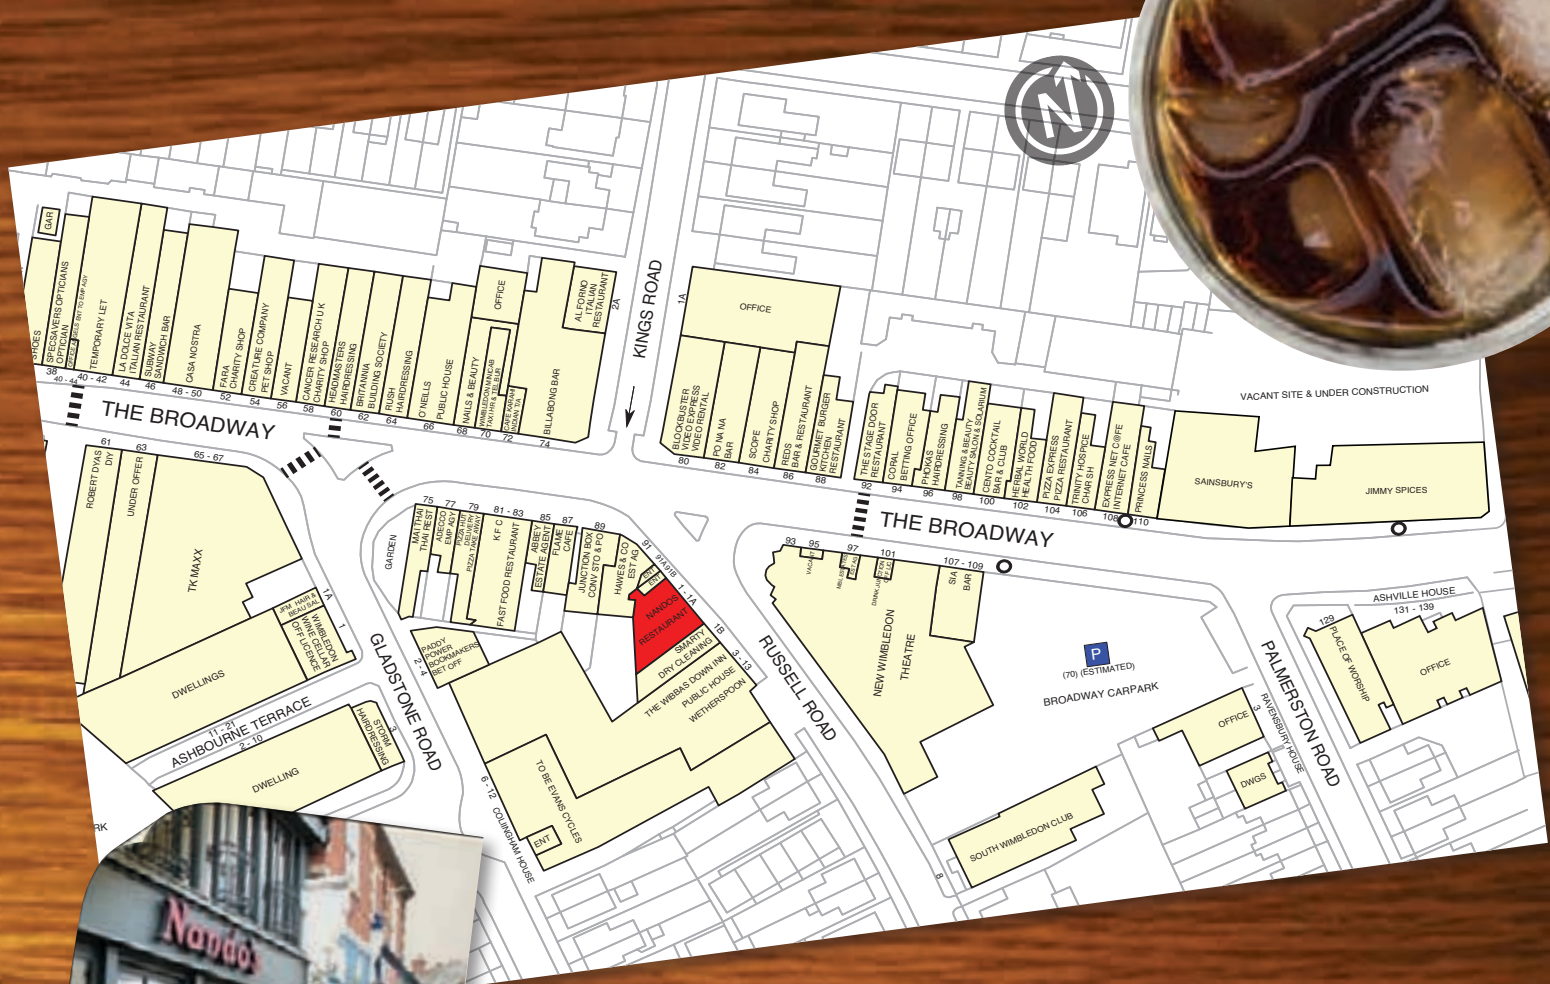 N
GAR
SHOES
38
SPECSAVERS OPTICIANS
OPTICIAN
40 - 44
TEMPORARY LET
40 - 42
LA DOLCE VITA
ITALIAN RESTAURANT
44
SUBWAY
SANDWICH BAR
46
CASA NOSTRA
48 - 50
FARA
CHARITY SHOP
52
CREATURE COMPANY
PET SHOP
54
VACANT
56
CANCER RESEARCH U K
CHARITY SHOP
58
HEADMASTERS
HAIRDRESSING
60
BRITANNIA
BUILDING SOCIETY
62
RUSH
HAIRDRESSING
64
O'NEILLS
PUBLIC HOUSE
66
NAILS & BEAUTY
68
OFFICE
WIMBLEDON MINICAB
70
CAFE KARAHI
72
BILLABONG BAR
74
AL FORNO
ITALIAN
RESTAURANT
2A
KINGS ROAD
1A
OFFICE
BLOCKBUSTER
VIDEO EXPRESS
VIDEO RENTAL
80
PO NA NA
BAR
82
SCOPE
CHARITY SHOP
84
REDS
BAR & RESTAURANT
86
GOURMET BURGER
KITCHEN
RESTAURANT
88
THE STAGE DOOR
RESTAURANT
92
CORAL
BETTING OFFICE
94
PHOKAS
HAIRDRESSING
96
TANNING & BEAUTY
BEAUTY SALON & SOLARIUM
98
CENTO COCKTAIL
BAR & CLUB
100
HERBAL WORLD
HEALTH FOOD
102
PIZZA EXPRESS
PIZZA RESTAURANT
104
TRINITY HOSPICE
CHAR SH
106
EXPRESS NET C@FE
INTERNET CAFE
108
PRINCESS NAILS
110
VACANT SITE & UNDER CONSTRUCTION
SAINSBURY'S
JIMMY SPICES
THE BROADWAY
THE BROADWAY
61
ROBERT DYAS
DIY
63
UNDER OFFER
65 - 67
TK MAXX
JFM HAIR &
BEAU SAL
1A
WIMBLEDON
WINE CELLAR
OFF LICENCE
1
DWELLINGS
11 - 21
ASHBOURNE TERRACE
2 - 10
DWELLING
STORM
HAIRDRESSING
3
GLADSTONE ROAD
GARDEN
75
MAI THAI
THAI REST
77
ADECCO
EMP AGY
79
PIZZA HUT
DELIVERY
PIZZA TAKE AWAY
81 - 83
K F C
FAST FOOD RESTAURANT
85
ABBEY
ESTATE AGENT
87
FLAME
CAFE
89
JUNCTION BOX
CONV STO & PO
91
HAWES & CO
EST AG
91A91B
ENT
ENT
1 - 1A
NANDOS
RESTAURANT
1B
SMARTY
DRY CLEANING
3 - 13
THE WIBBAS DOWN INN
PUBLIC HOUSE
WETHERSPOON
2 - 4
PADDY
POWER
BOOKMAKERS
BET OFF
TO BE EVANS CYCLES
ENT
6 - 12
COLLINGHAM HOUSE
RUSSELL ROAD
93
95
VACANT
97
101
107 - 109
SIA
BAR
NEW WIMBLEDON
THEATRE
P
(70) (ESTIMATED)
BROADWAY CARPARK
8
SOUTH WIMBLEDON CLUB
OFFICE
3
RAVENSBURY HOUSE
DWGS
PALMERSTON ROAD
ASHVILLE HOUSE
131 - 139
129
PLACE OF WORSHIP
OFFICE
RK
Nando's